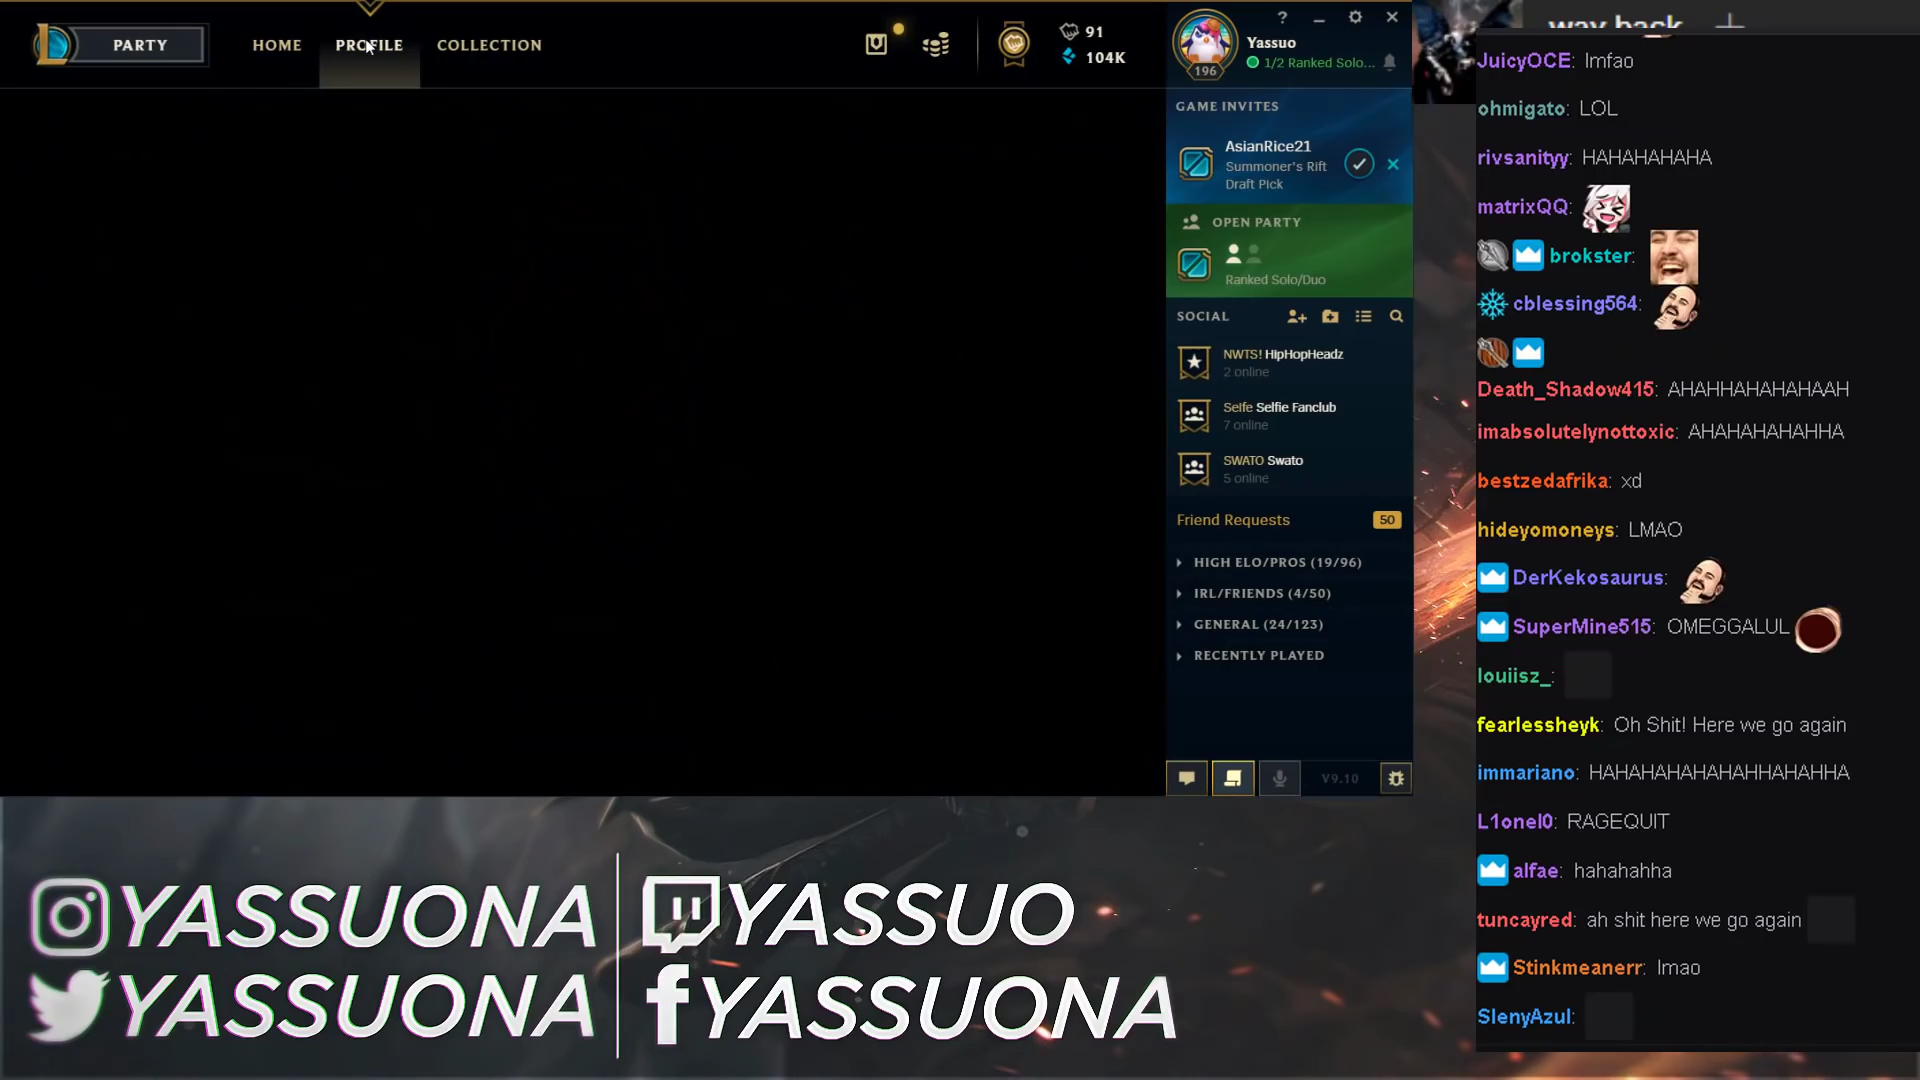 PARTY
HOME
PROFILE
COLLECTION
91
104K
?
Yassuo
196
1/2 Ranked Solo...
GAME INVITES
AsianRice21
Summoner's Rift
Draft Pick
OPEN PARTY
Ranked Solo/Duo
SOCIAL
NWTS! HipHopHeadz
2 online
Selfe Selfie Fanclub
7 online
SWATO Swato
5 online
Friend Requests
50
HIGH ELO/PROS (19/96)
IRL/FRIENDS (4/50)
GENERAL (24/123)
RECENTLY PLAYED
V9.10
YASSUONA
YASSUO
YASSUONA
YASSUONA
way back
JuicyOCE: lmfao
ohmigato: LOL
rivsanityy: HAHAHAHAHA
matrixQQ:
brokster:
cblessing564:
Death_Shadow415: AHAHHAHAHAHAAH
imabsolutelynottoxic: AHAHAHAHAHHA
bestzedafrika: xd
hideyomoneys: LMAO
DerKekosaurus:
SuperMine515: OMEGGALUL
louiisz_:
fearlessheyk: Oh Shit! Here we go again
immariano: HAHAHAHAHAHAHHAHAHHA
L1onel0: RAGEQUIT
alfae: hahahahha
tuncayred: ah shit here we go again
Stinkmeanerr: lmao
SlenyAzul: